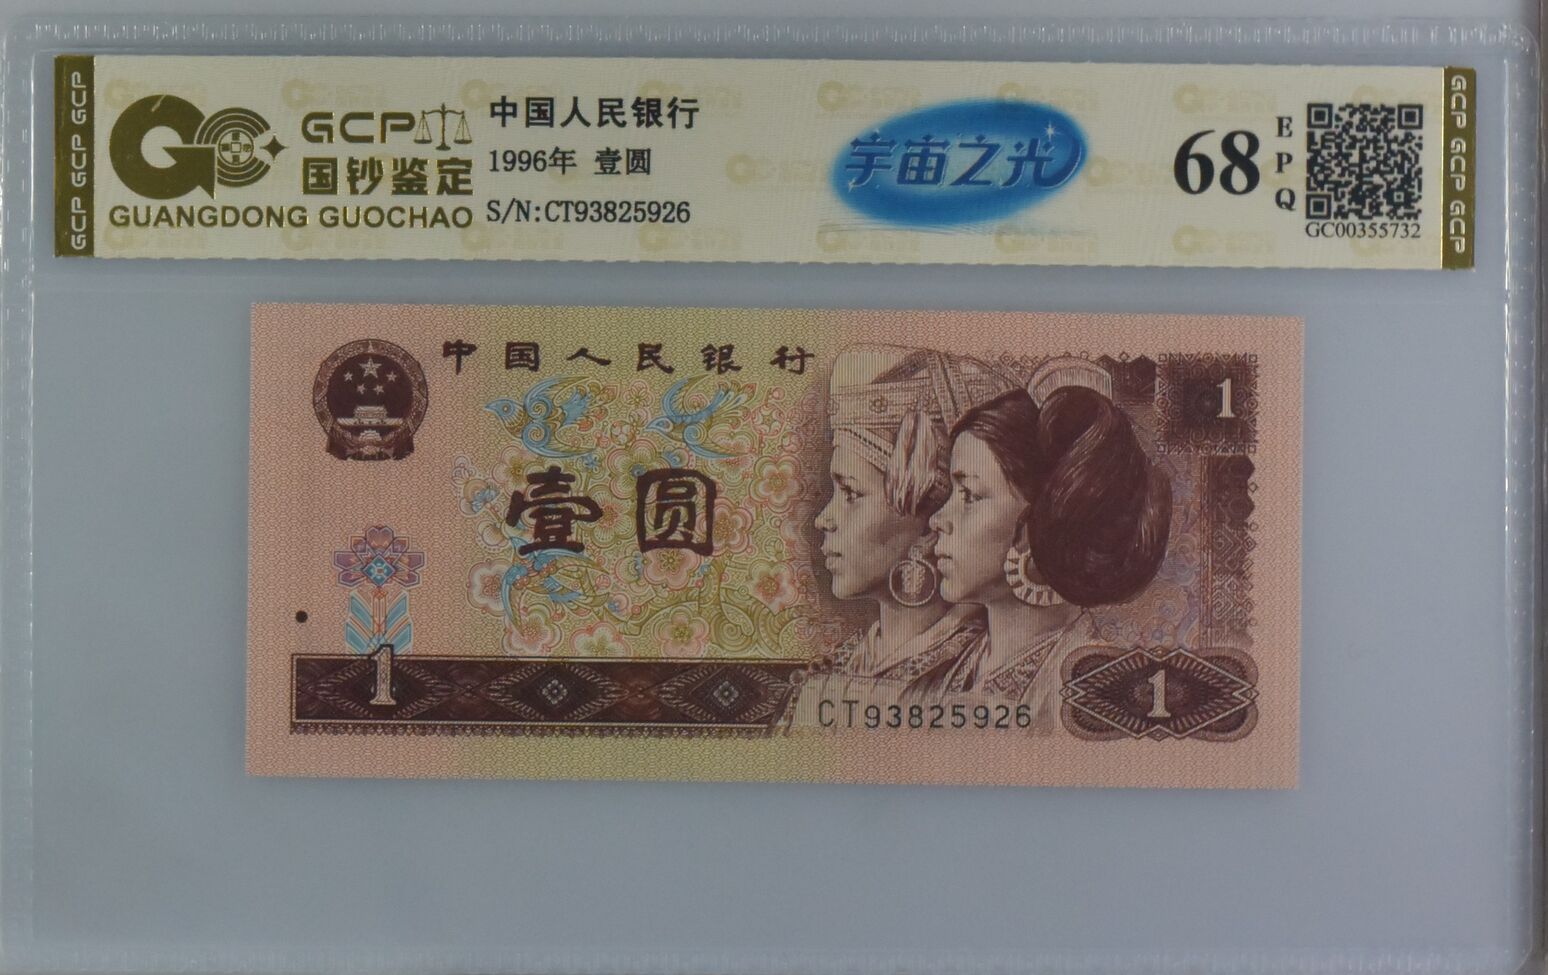 GCP GCP GCP
GCP
国钞鉴定
GUANGDONG GUOCHAO
中国人民银行
1996年 壹圆
S/N:CT93825926
宇宙之光
68
EPQ
GC00355732
GCP GCP GCP
中国人民银行
1
壹圆
1
CT93825926
1